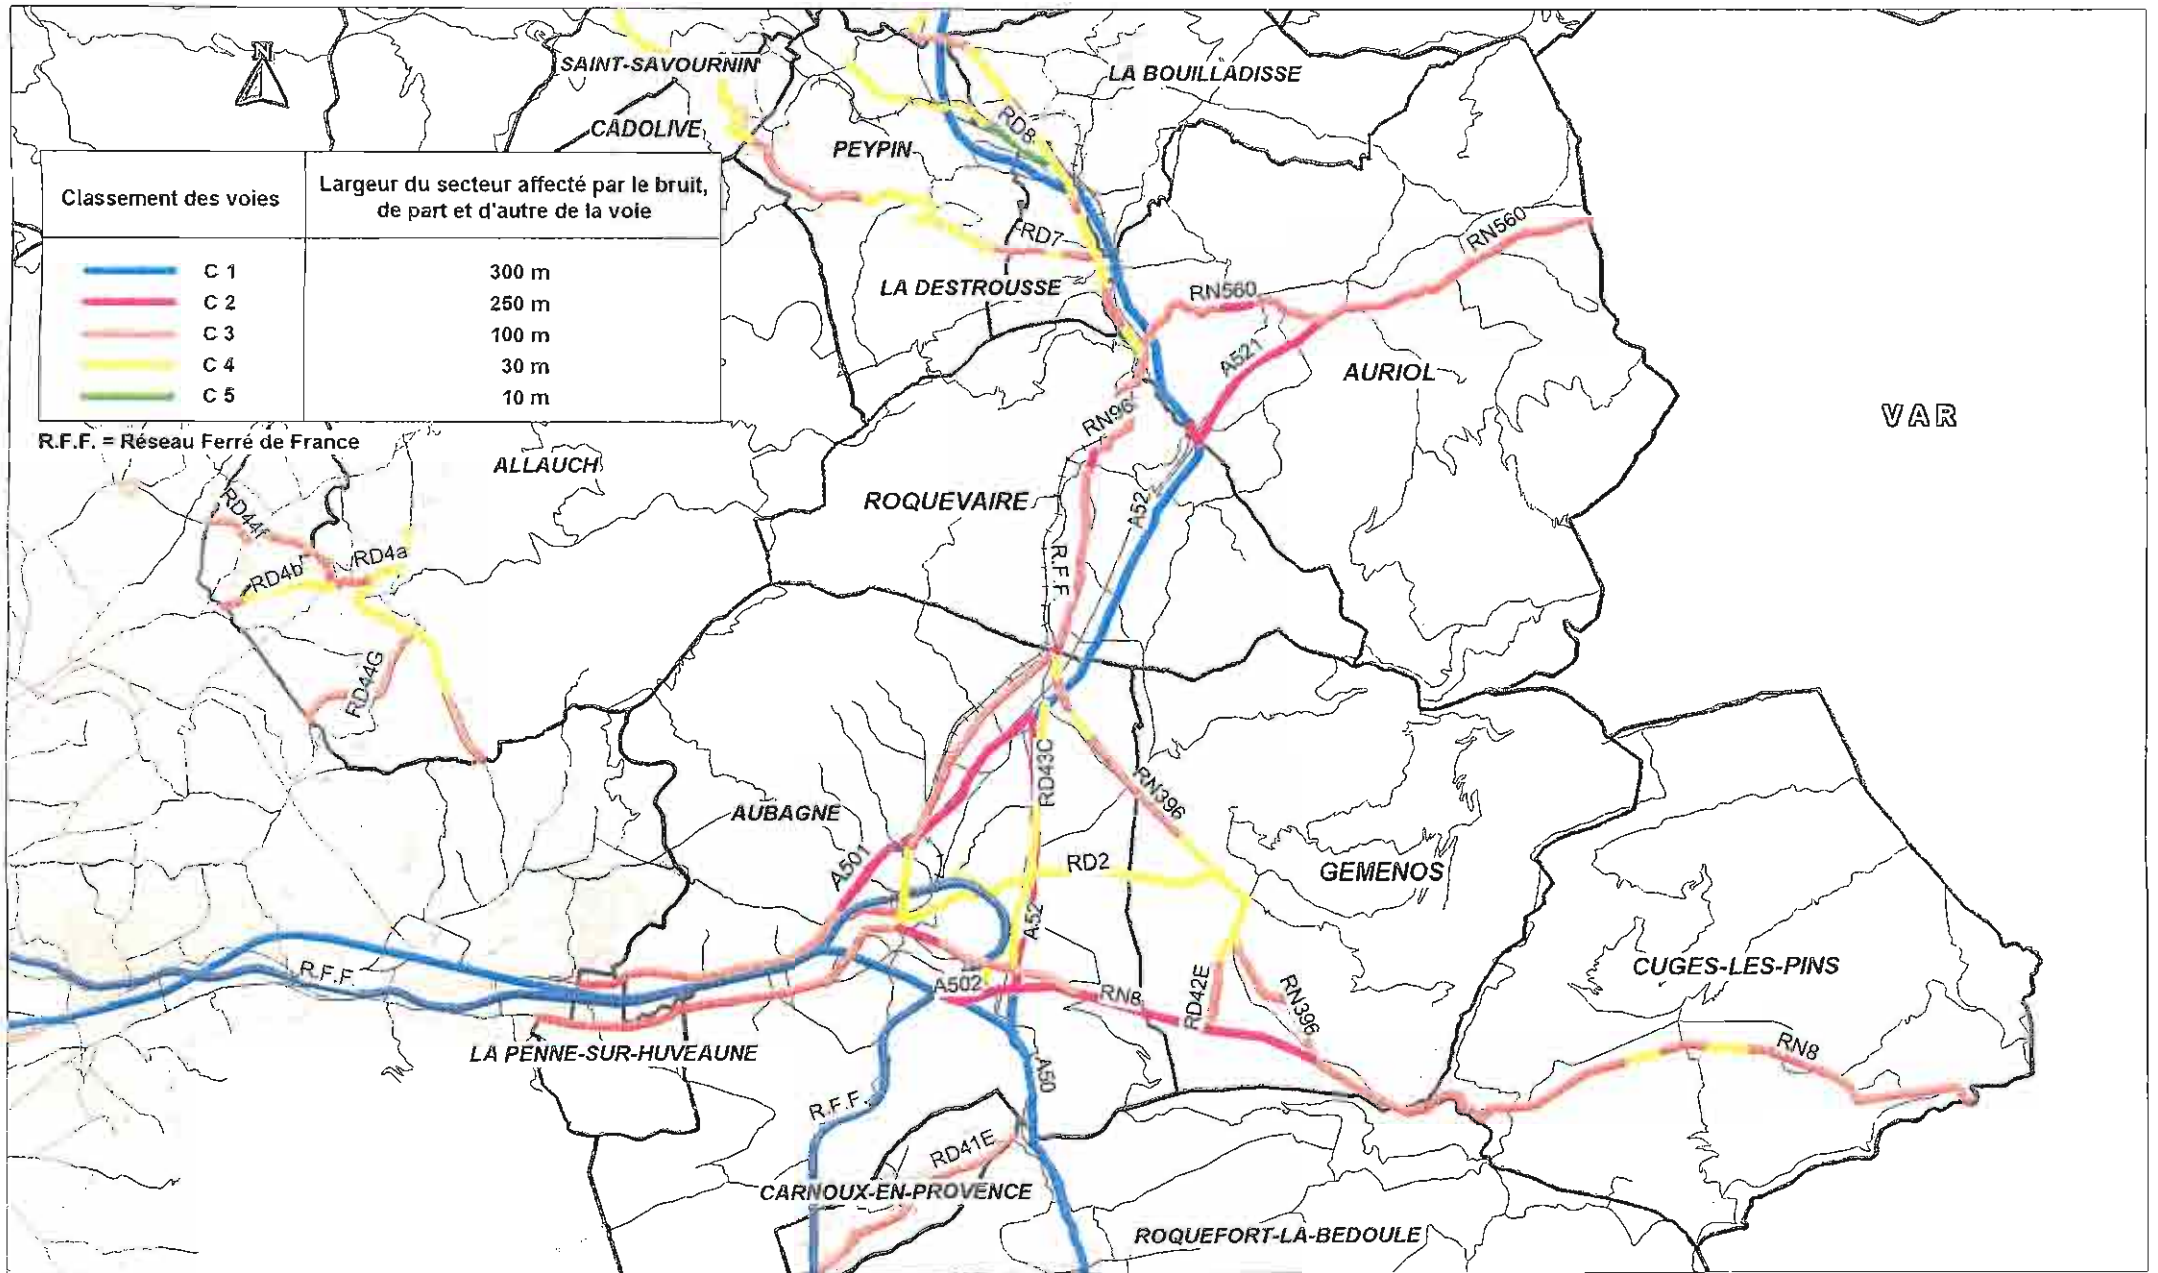 N
SAINT-SAVOURNIN
LA BOUILLADISSE
CADOLIVE
PEYPIN
RD8
Classement des voies
Largeur du secteur affecté par le bruit,
de part et d'autre de la voie
C 1 300 m
C 2 250 m
C 3 100 m
C 4 30 m
C 5 10 m
R.F.F. = Réseau Ferré de France
RD7
RN560
LA DESTROUSSE
RN560
A521
AURIOL
VAR
RN96
ALLAUCH
ROQUEVAIRE
A52
RD44f
RD4b
RD4a
R.F.F.
RD44G
RD43C
RN396
AUBAGNE
A501
RD2
GEMENOS
A52
R.F.F.
CUGES-LES-PINS
A502
RN8
RD42E
RN396
LA PENNE-SUR-HUVEAUNE
RN8
A50
R.F.F.
RD41E
CARNOUX-EN-PROVENCE
ROQUEFORT-LA-BEDOULE